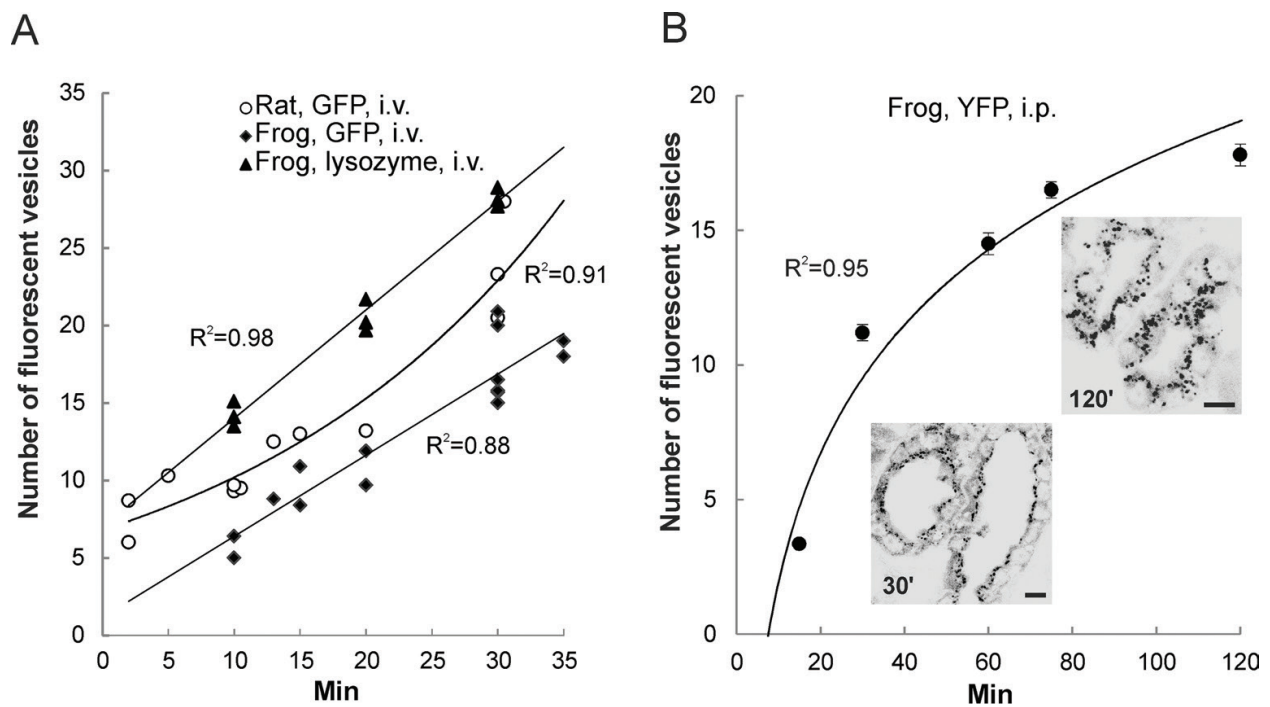 A
Number of fluorescent vesicles
35
30
25
20
15
10
5
0
Rat, GFP, i.v.
Frog, GFP, i.v.
Frog, lysozyme, i.v.
R²=0.98
R²=0.91
R²=0.88
0 5 10 15 20 25 30 35
Min
B
Number of fluorescent vesicles
20
15
10
5
0
Frog, YFP, i.p.
R²=0.95
120'
30'
0 20 40 60 80 100 120
Min